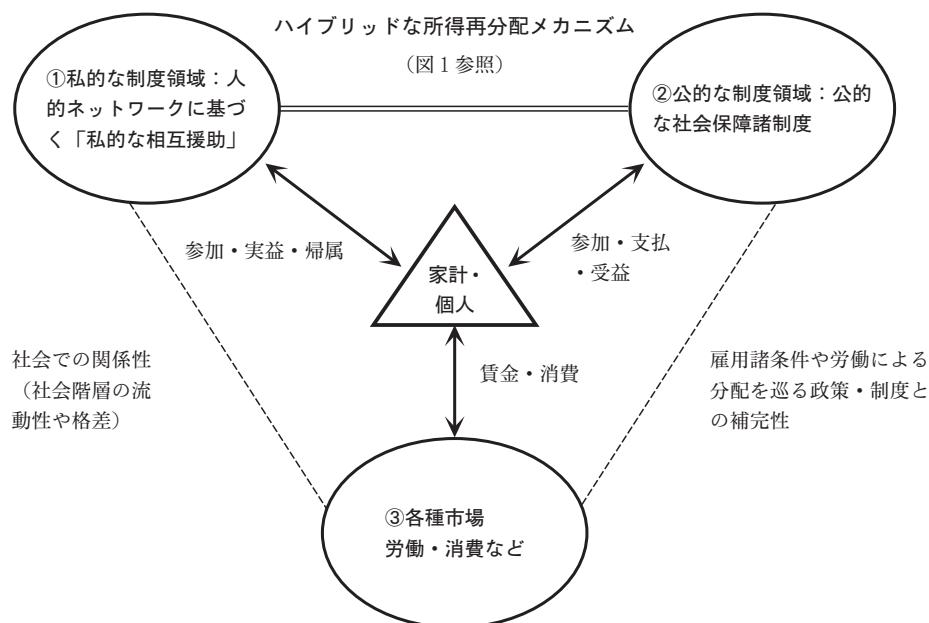 ハイブリッドな所得再分配メカニズム
（図1参照）
①私的な制度領域：人
的ネットワークに基づ
く「私的な相互援助」
②公的な制度領域：公的
な社会保障諸制度
参加・実益・帰属
参加・支払
・受益
家計・
個人
社会での関係性
（社会階層の流
動性や格差）
賃金・消費
雇用諸条件や労働による
分配を巡る政策・制度と
の補完性
③各種市場
労働・消費など